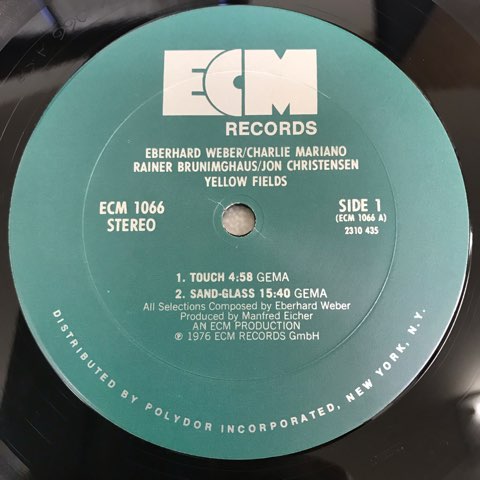 ECM
RECORDS
EBERHARD WEBER/CHARLIE MARIANO
RAINER BRUNIMGHAUS/JON CHRISTENSEN
YELLOW FIELDS
ECM 1066
STEREO
SIDE 1
(ECM 1066 A)
2310 435
1. TOUCH 4:58 GEMA
2. SAND-GLASS 15:40 GEMA
All Selections Composed by Eberhard Weber
Produced by Manfred Eicher
AN ECM PRODUCTION
℗ 1976 ECM RECORDS GmbH
DISTRIBUTED BY POLYDOR INCORPORATED, NEW YORK, N.Y.